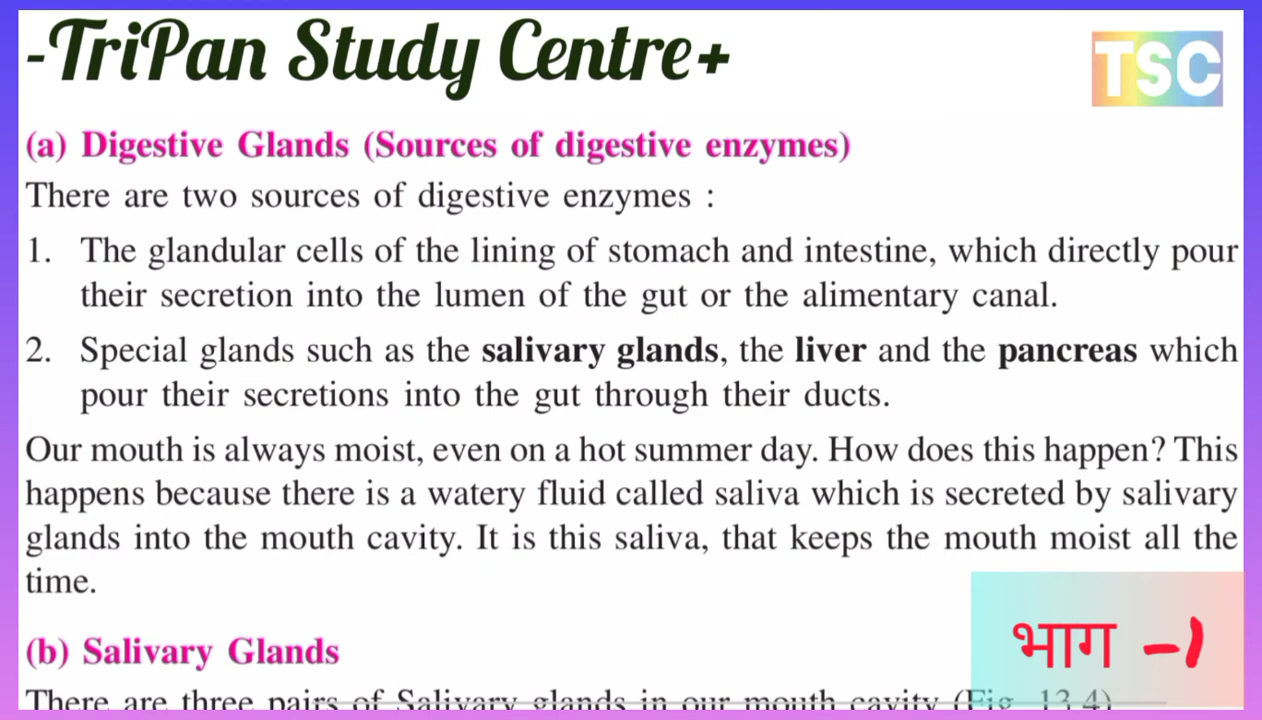 -TriPan Study Centre+
TSC
(a) Digestive Glands (Sources of digestive enzymes)
There are two sources of digestive enzymes :
1. The glandular cells of the lining of stomach and intestine, which directly pour
their secretion into the lumen of the gut or the alimentary canal.
2. Special glands such as the salivary glands, the liver and the pancreas which
pour their secretions into the gut through their ducts.
Our mouth is always moist, even on a hot summer day. How does this happen? This
happens because there is a watery fluid called saliva which is secreted by salivary
glands into the mouth cavity. It is this saliva, that keeps the mouth moist all the
time.
(b) Salivary Glands
भाग -1
There are three pairs of Salivary glands in our mouth cavity (Fig. 13.4)